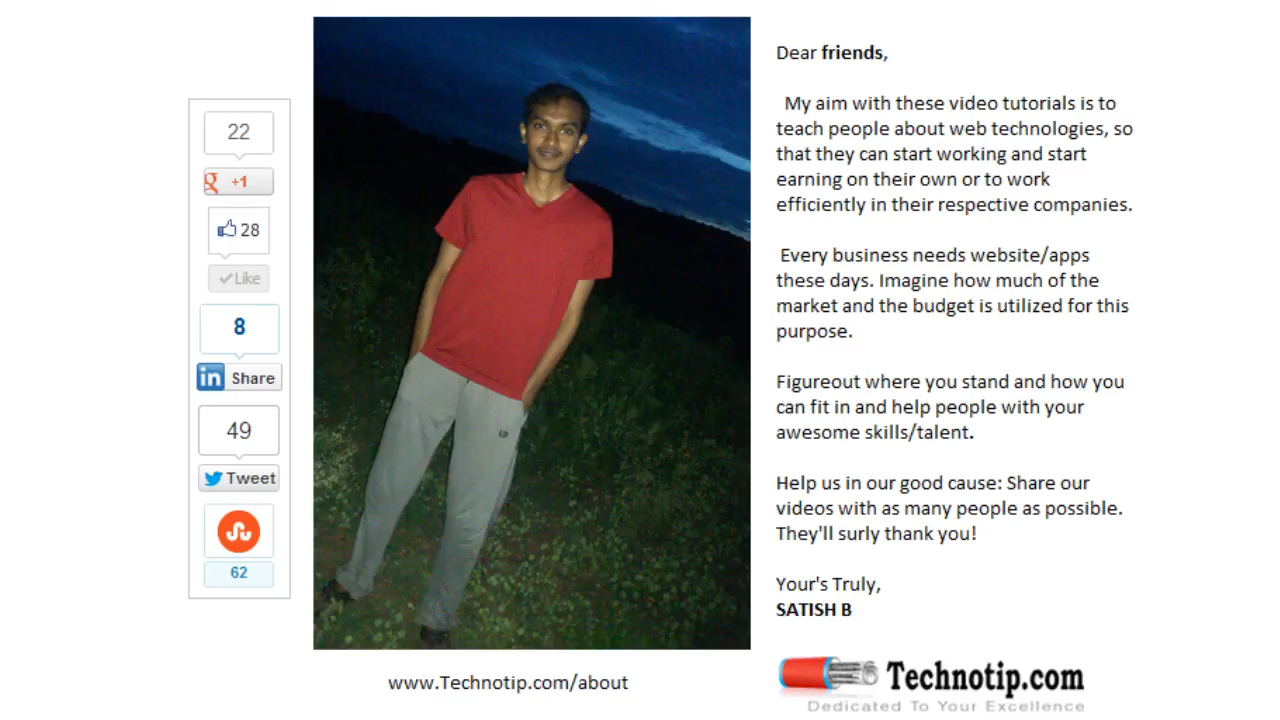 22
+1
28
Like
8
in Share
49
Tweet
62
www.Technotip.com/about
Dear friends,
My aim with these video tutorials is to
teach people about web technologies, so
that they can start working and start
earning on their own or to work
efficiently in their respective companies.
Every business needs website/apps
these days. Imagine how much of the
market and the budget is utilized for this
purpose.
Figureout where you stand and how you
can fit in and help people with your
awesome skills/talent.
Help us in our good cause: Share our
videos with as many people as possible.
They'll surly thank you!
Your's Truly,
SATISH B
Technotip.com
Dedicated To Your Excellence